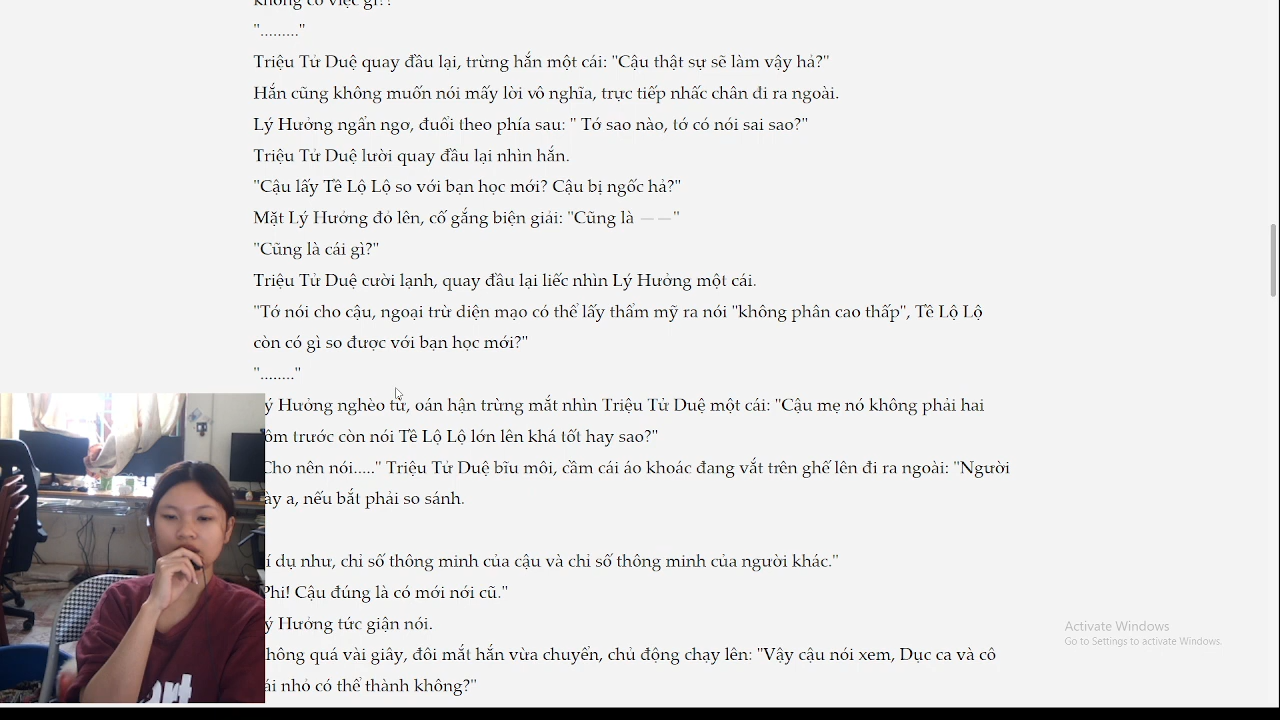 không có việc gì??
"........."
Triệu Tử Duệ quay đầu lại, trừng hắn một cái: "Cậu thật sự sẽ làm vậy hả?"
Hắn cũng không muốn nói mấy lời vô nghĩa, trực tiếp nhấc chân đi ra ngoài.
Lý Hưởng ngẩn ngơ, đuổi theo phía sau: " Tớ sao nào, tớ có nói sai sao?"
Triệu Tử Duệ lười quay đầu lại nhìn hắn.
"Cậu lấy Tề Lộ Lộ so với bạn học mới? Cậu bị ngốc hả?"
Mặt Lý Hưởng đỏ lên, cố gắng biện giải: "Cũng là — —"
"Cũng là cái gì?"
Triệu Tử Duệ cười lạnh, quay đầu lại liếc nhìn Lý Hưởng một cái.
"Tớ nói cho cậu, ngoại trừ diện mạo có thể lấy thẩm mỹ ra nói "không phân cao thấp", Tề Lộ Lộ
còn có gì so được với bạn học mới?"
"........"
ý Hưởng nghèo từ, oán hận trừng mắt nhìn Triệu Tử Duệ một cái: "Cậu mẹ nó không phải hai
ôm trước còn nói Tề Lộ Lộ lớn lên khá tốt hay sao?"
Cho nên nói....." Triệu Tử Duệ bĩu môi, cầm cái áo khoác đang vắt trên ghế lên đi ra ngoài: "Người
ày a, nếu bắt phải so sánh.
í dụ như, chỉ số thông minh của cậu và chỉ số thông minh của người khác."
Phi! Cậu đúng là có mới nới cũ."
ý Hưởng tức giận nói.
hông quá vài giây, đôi mắt hắn vừa chuyển, chủ động chạy lên: "Vậy cậu nói xem, Dục ca và cô
ái nhỏ có thể thành không?"
Activate Windows
Go to Settings to activate Windows.